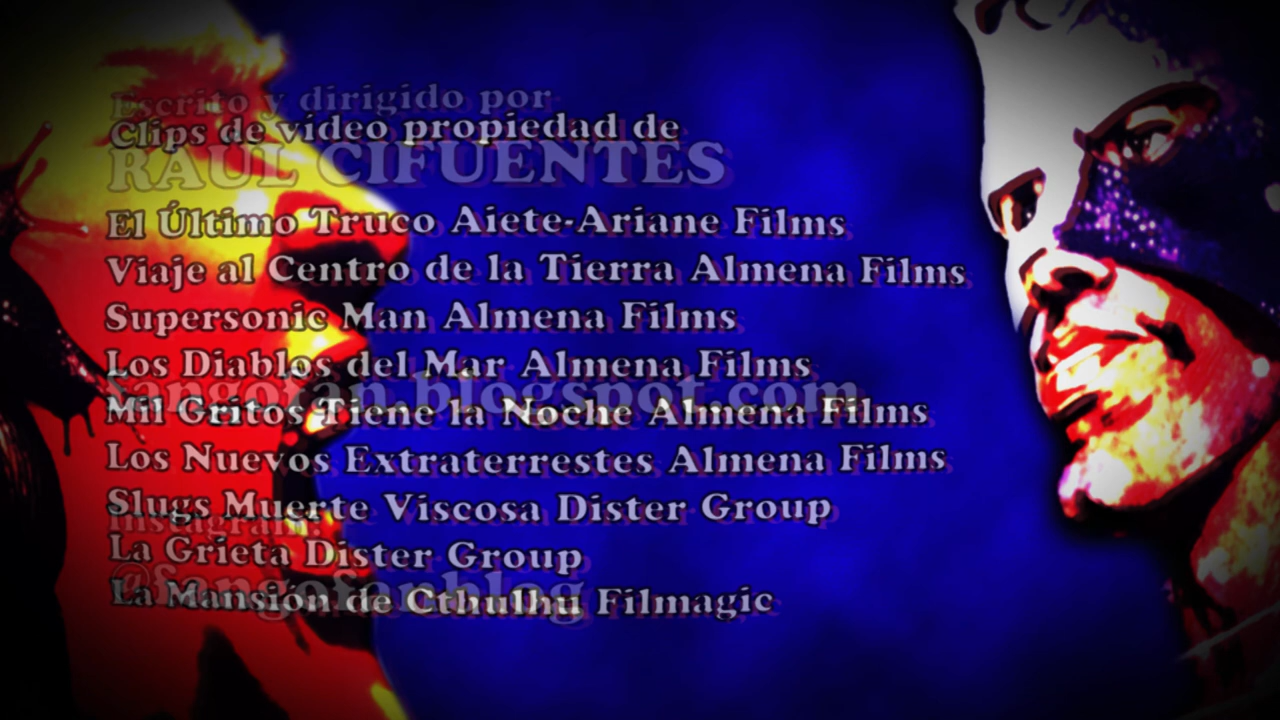 Escrito y dirigido por
Clips de vídeo propiedad de
RAUL CIFUENTES
El Último Truco Aiete-Ariane Films
Viaje al Centro de la Tierra Almena Films
Supersonic Man Almena Films
Los Diablos del Mar Almena Films
fangofan.blogspot.com
Mil Gritos Tiene la Noche Almena Films
Los Nuevos Extraterrestes Almena Films
Slugs Muerte Viscosa Dister Group
Instagram:
La Grieta Dister Group
@fangofanblog
La Mansión de Cthulhu Filmagic